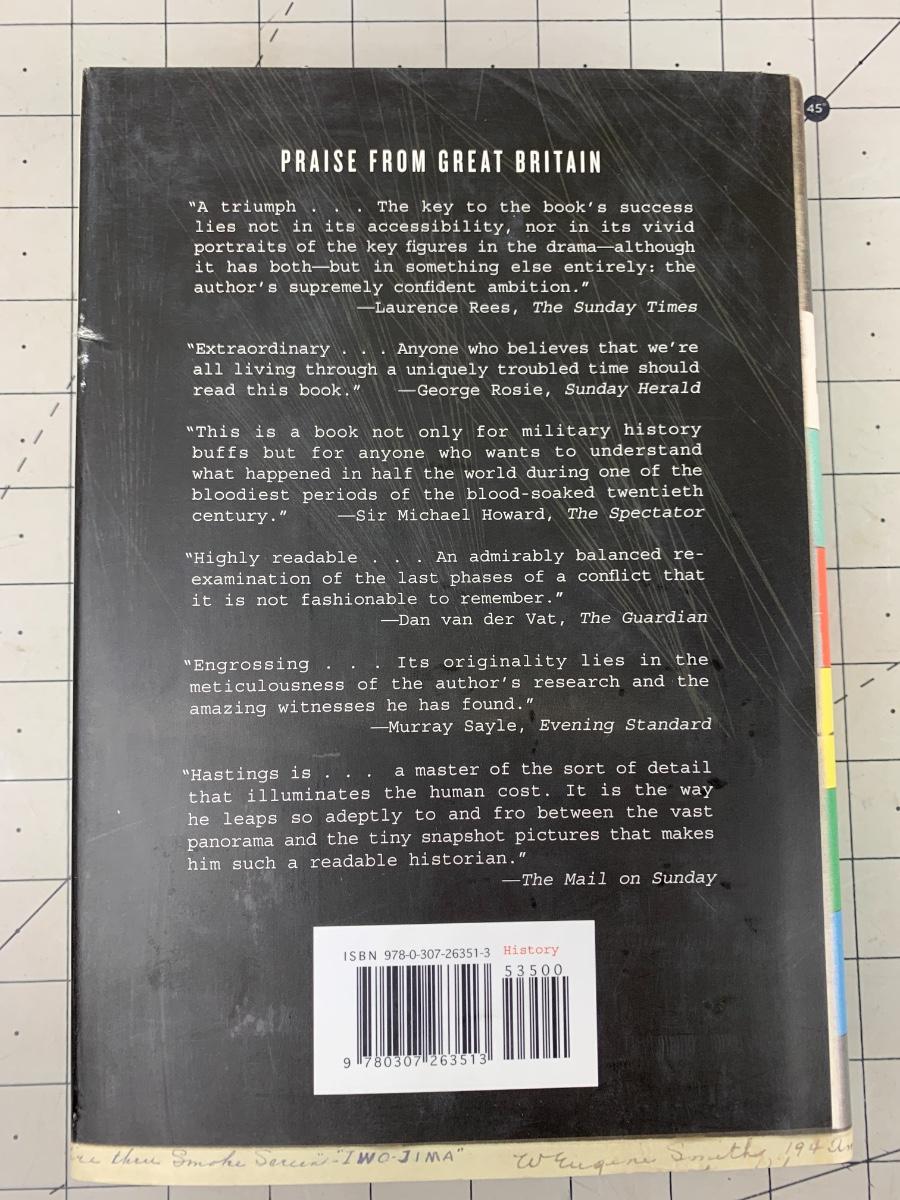 45°
PRAISE FROM GREAT BRITAIN
“A triumph . . . The key to the book’s success
lies not in its accessibility, nor in its vivid
portraits of the key figures in the drama—although
it has both—but in something else entirely: the
author’s supremely confident ambition.”
—Laurence Rees, The Sunday Times
“Extraordinary . . . Anyone who believes that we’re
all living through a uniquely troubled time should
read this book.” —George Rosie, Sunday Herald
“This is a book not only for military history
buffs but for anyone who wants to understand
what happened in half the world during one of the
bloodiest periods of the blood-soaked twentieth
century.” —Sir Michael Howard, The Spectator
“Highly readable . . . An admirably balanced re-
examination of the last phases of a conflict that
it is not fashionable to remember.”
—Dan van der Vat, The Guardian
“Engrossing . . . Its originality lies in the
meticulousness of the author’s research and the
amazing witnesses he has found.”
—Murray Sayle, Evening Standard
“Hastings is . . . a master of the sort of detail
that illuminates the human cost. It is the way
he leaps so adeptly to and fro between the vast
panorama and the tiny snapshot pictures that makes
him such a readable historian.”
—The Mail on Sunday
ISBN 978-0-307-26351-3 History
53500
9 780307 263513
thru Smoke Screen "IWO-JIMA" W Eugene Smith, 194